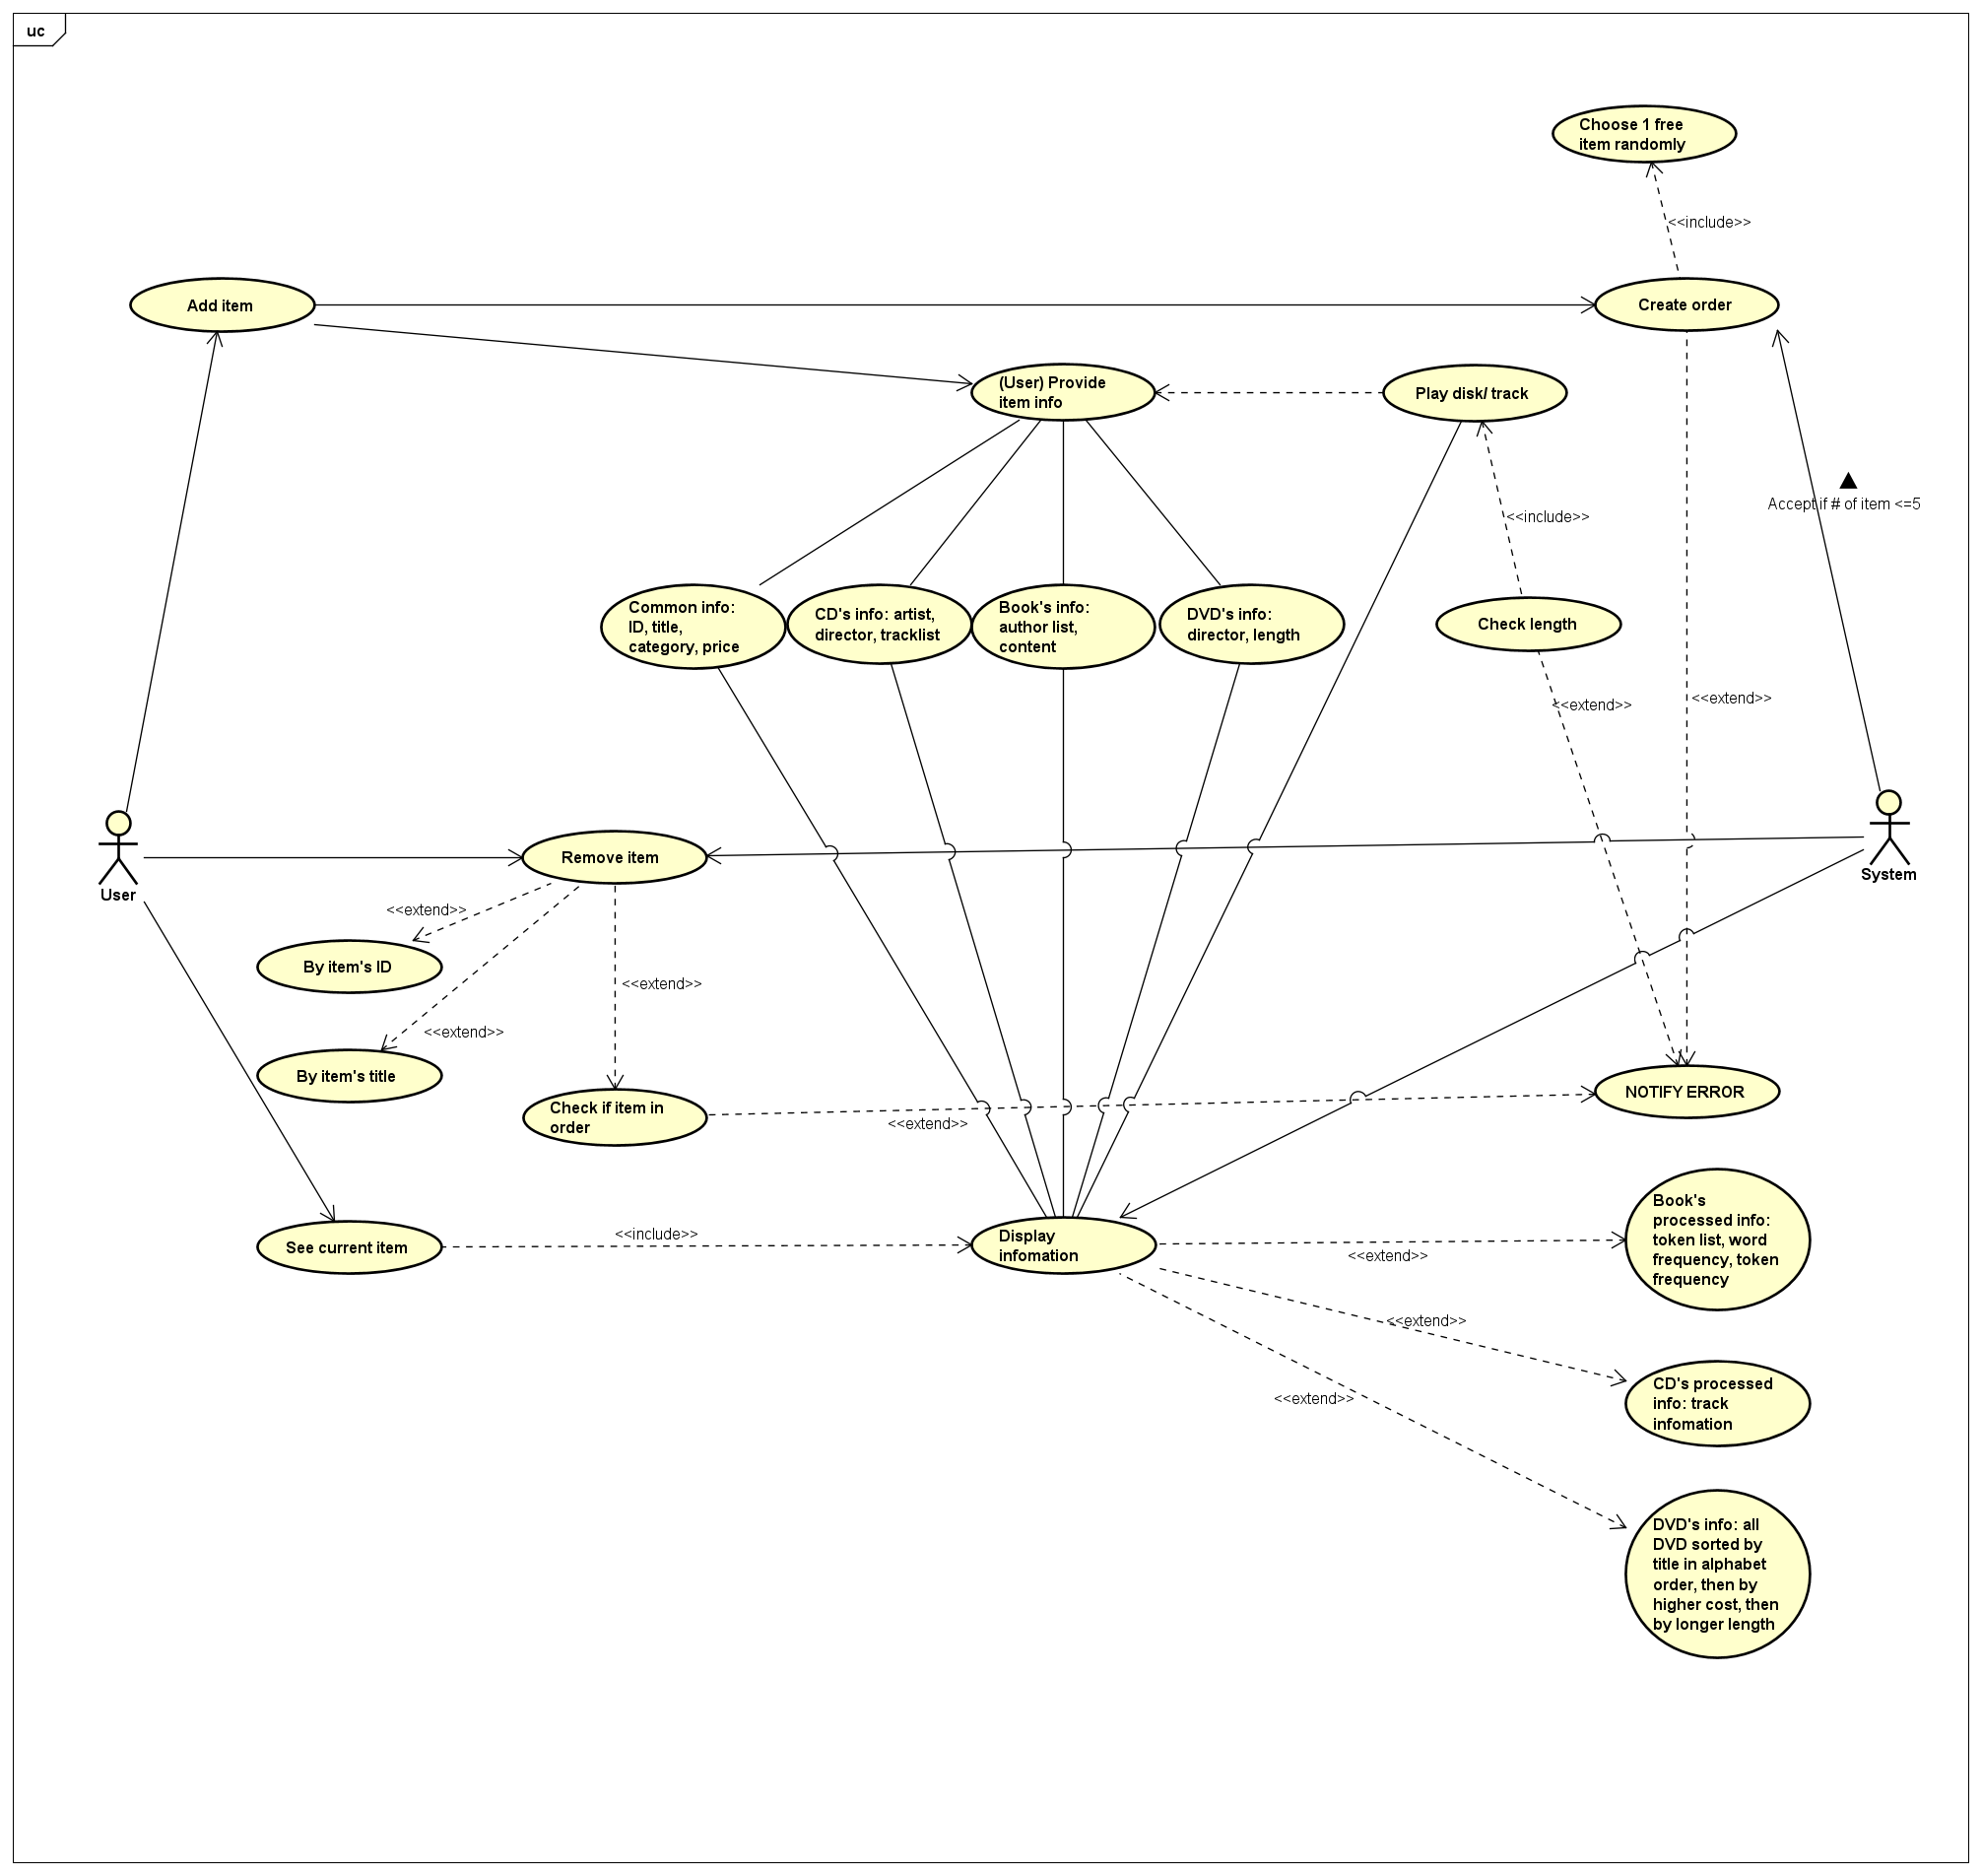 uc
Choose 1 free
item randomly
<<include>>
Add item
Create order
(User) Provide
item info
Play disk/ track
Accept if # of item <=5
<<include>>
Common info:
ID, title,
category, price
CD's info: artist,
director, tracklist
Book's info:
author list,
content
DVD's info:
director, length
Check length
<<extend>>
<<extend>>
Remove item
User
System
<<extend>>
By item's ID
<<extend>>
<<extend>>
By item's title
Check if item in
order
<<extend>>
NOTIFY ERROR
See current item
<<include>>
Display
infomation
<<extend>>
Book's
processed info:
token list, word
frequency, token
frequency
<<extend>>
CD's processed
info: track
infomation
<<extend>>
DVD's info: all
DVD sorted by
title in alphabet
order, then by
higher cost, then
by longer length